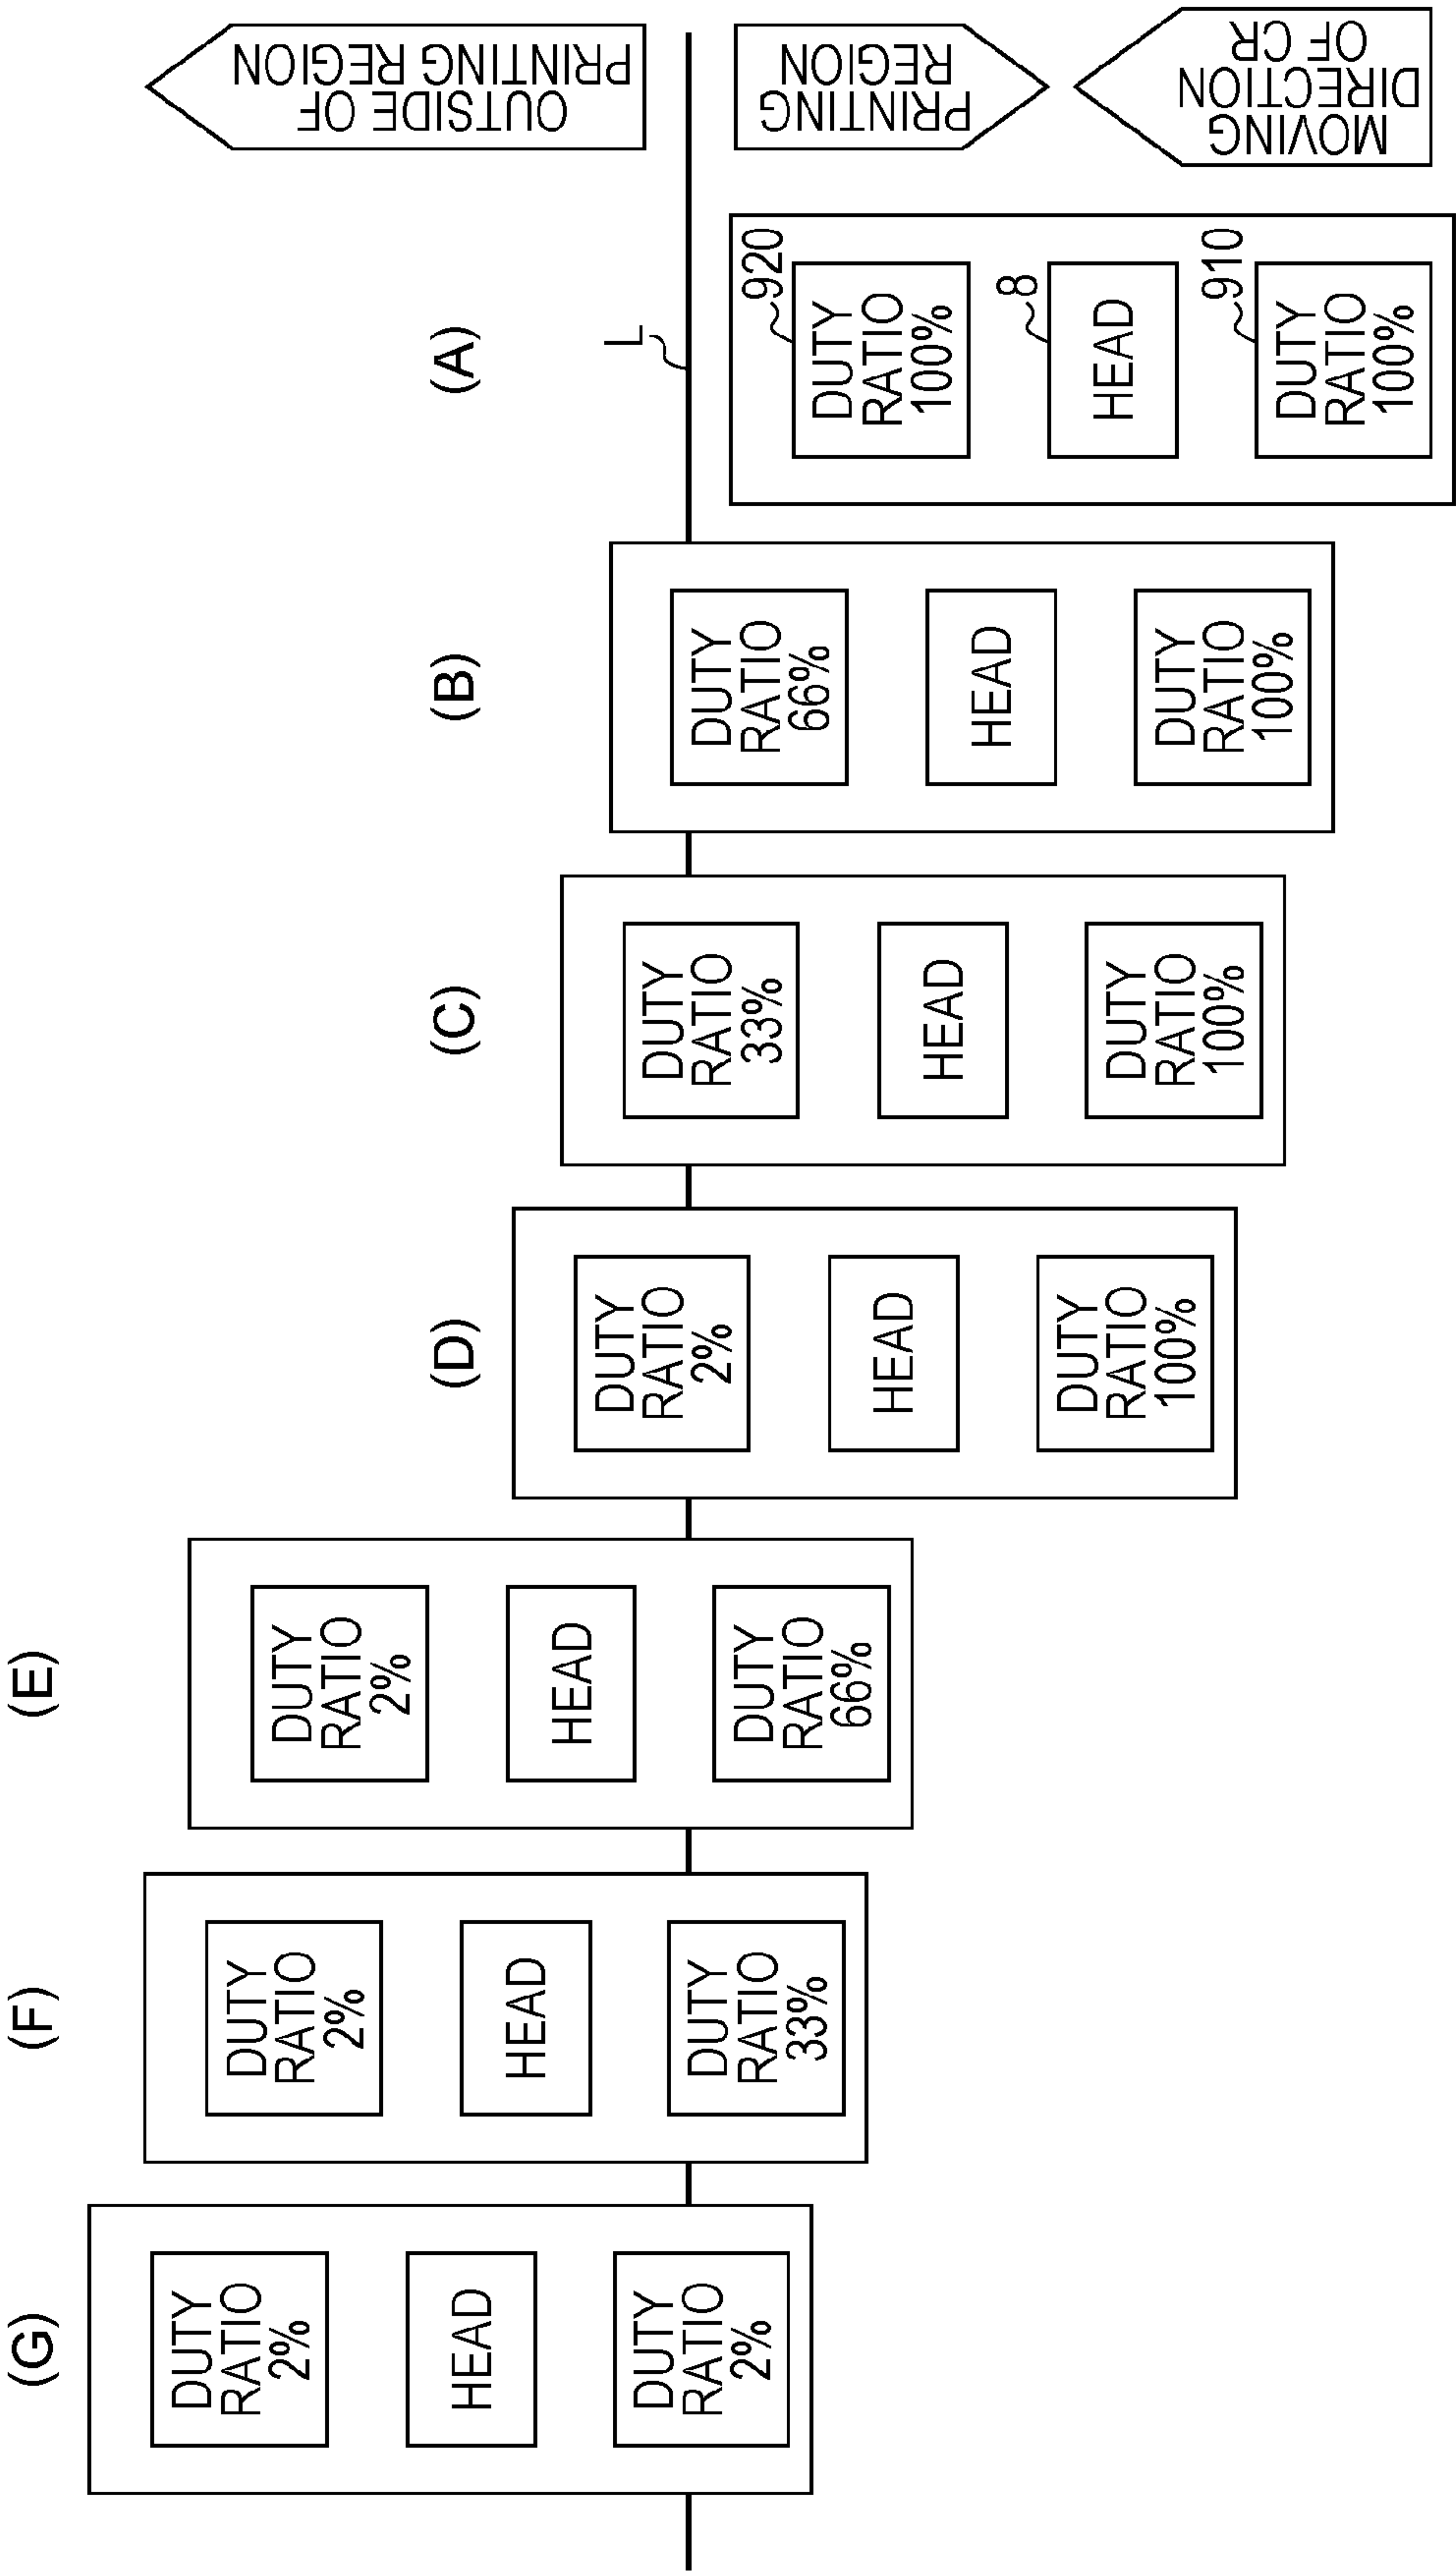 OUTSIDE OF
PRINTING REGION
PRINTING
REGION
MOVING
DIRECTION
OF CR
(A)
L
920
DUTY
RATIO
100%
8
HEAD
910
DUTY
RATIO
100%
(B)
DUTY
RATIO
66%
HEAD
DUTY
RATIO
100%
(C)
DUTY
RATIO
33%
HEAD
DUTY
RATIO
100%
(D)
DUTY
RATIO
2%
HEAD
DUTY
RATIO
100%
(E)
DUTY
RATIO
2%
HEAD
DUTY
RATIO
66%
(F)
DUTY
RATIO
2%
HEAD
DUTY
RATIO
33%
(G)
DUTY
RATIO
2%
HEAD
DUTY
RATIO
2%